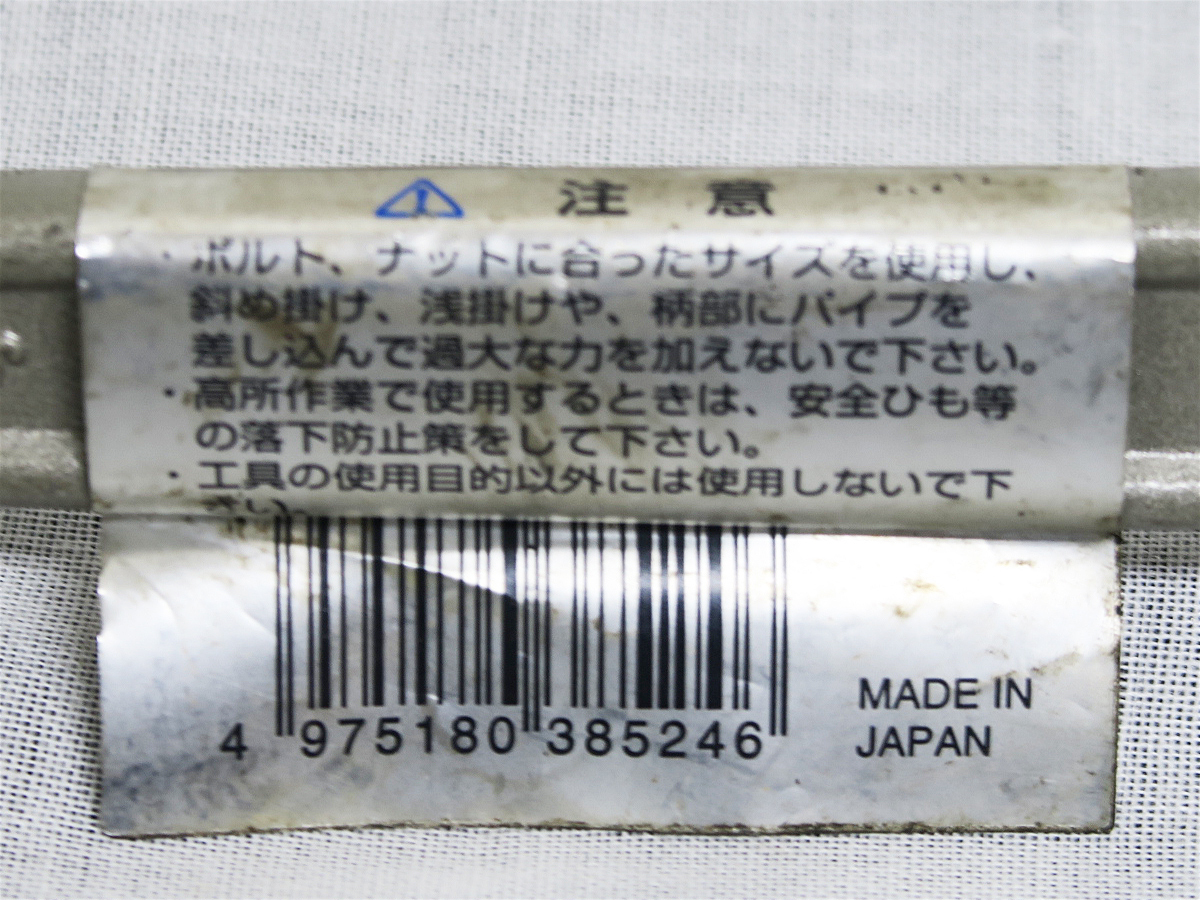 注意
・ボルト、ナットに合ったサイズを使用し、
斜め掛け、浅掛けや、柄部にパイプを
差し込んで過大な力を加えないで下さい。
・高所作業で使用するときは、安全ひも等
の落下防止策をして下さい。
・工具の使用目的以外には使用しないで下
さい。
4 975180 385246
MADE IN
JAPAN